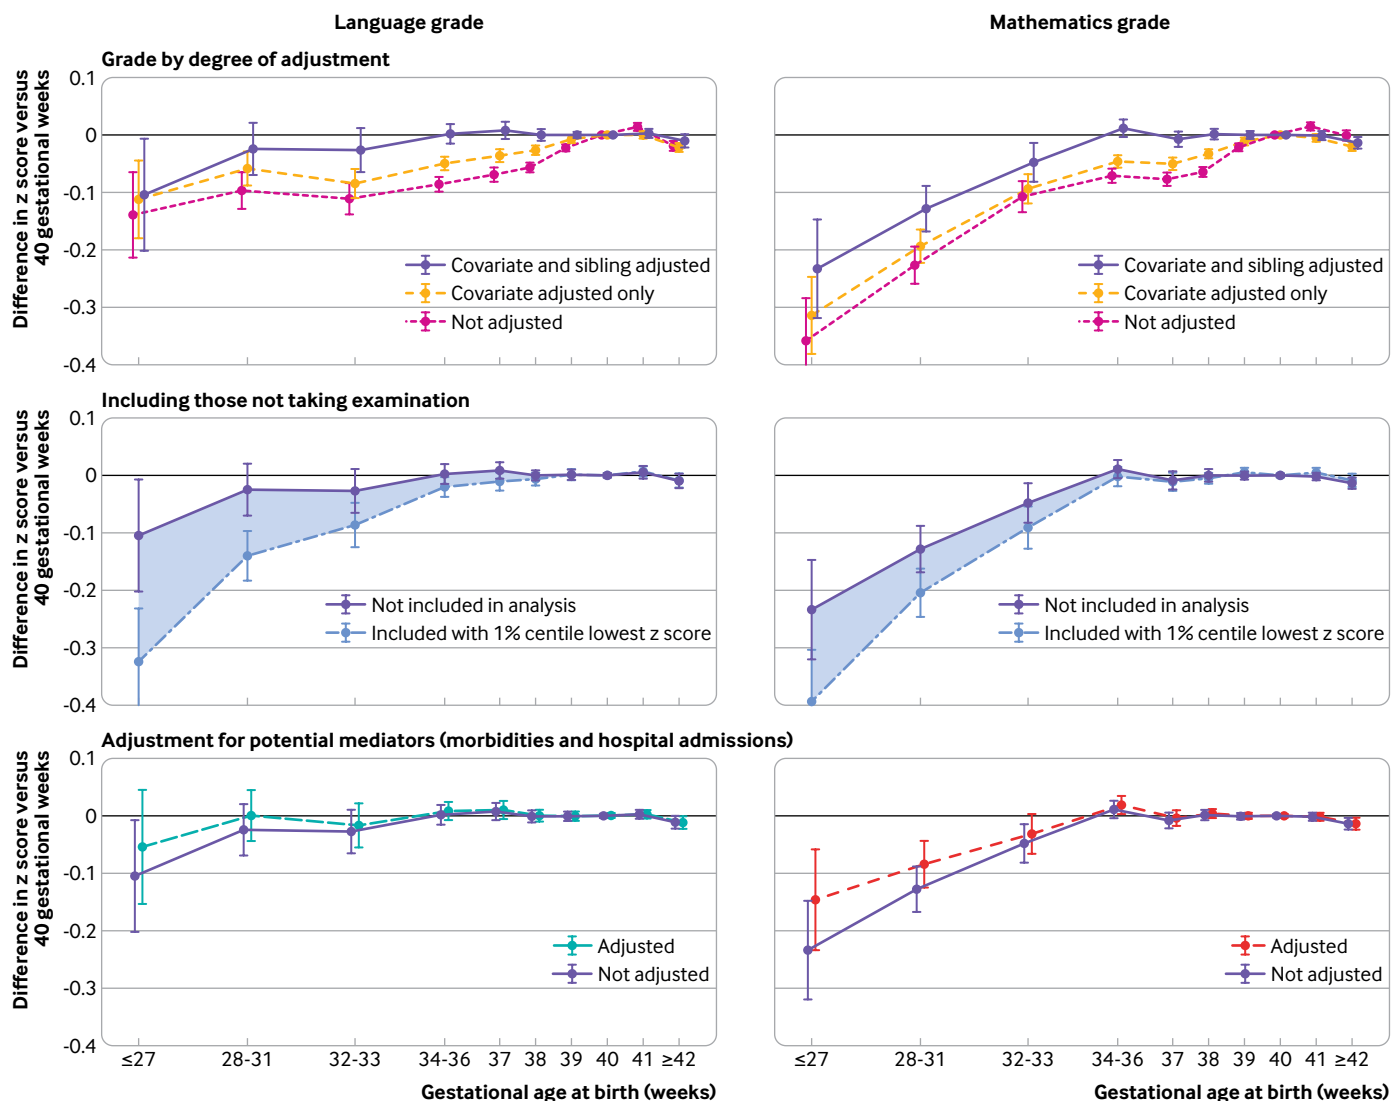 Language grade
Mathematics grade
Grade by degree of adjustment
Difference in z score versus
40 gestational weeks
0.1
0
-0.1
-0.2
-0.3
-0.4
Covariate and sibling adjusted
Covariate adjusted only
Not adjusted
Covariate and sibling adjusted
Covariate adjusted only
Not adjusted
Including those not taking examination
Difference in z score versus
40 gestational weeks
0.1
0
-0.1
-0.2
-0.3
-0.4
Not included in analysis
Included with 1% centile lowest z score
Not included in analysis
Included with 1% centile lowest z score
Adjustment for potential mediators (morbidities and hospital admissions)
Difference in z score versus
40 gestational weeks
0.1
0
-0.1
-0.2
-0.3
-0.4
Adjusted
Not adjusted
Adjusted
Not adjusted
≤27 28-31 32-33 34-36 37 38 39 40 41 ≥42
≤27 28-31 32-33 34-36 37 38 39 40 41 ≥42
Gestational age at birth (weeks)
Gestational age at birth (weeks)